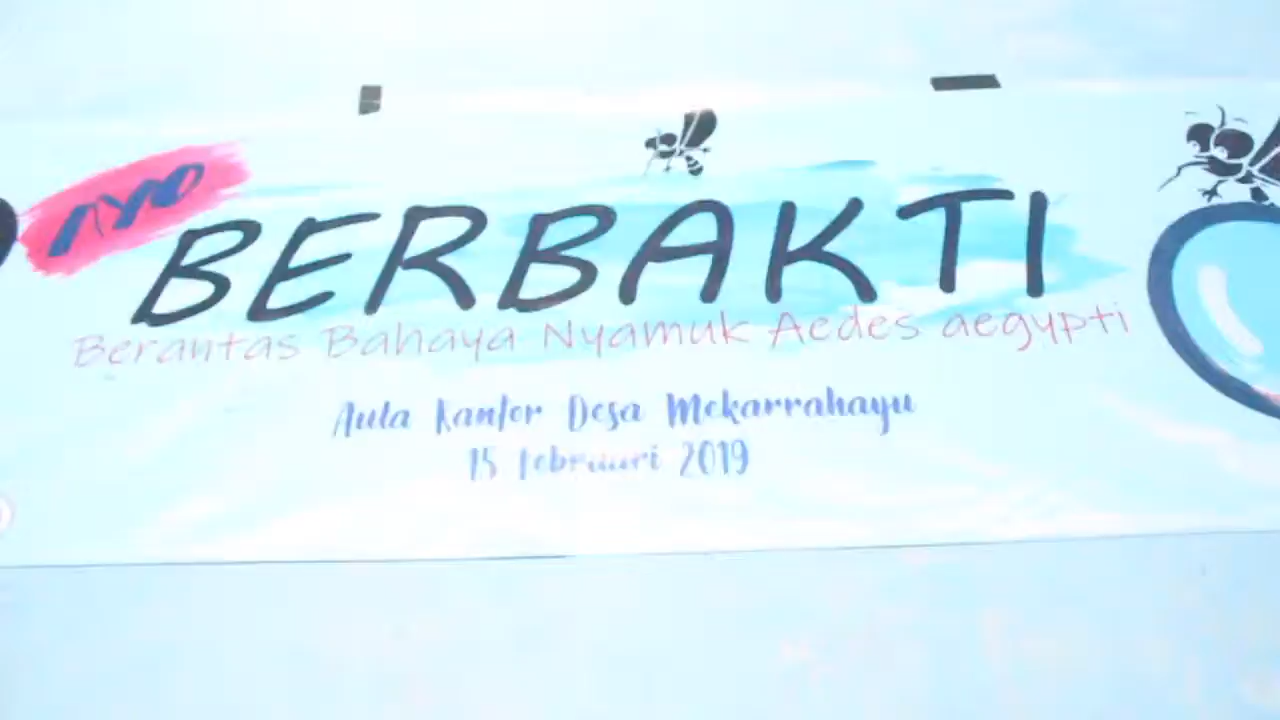 AYO
BERBAKTI
Berantas Bahaya Nyamuk Aedes aegypti
Aula Kantor Desa Mekarrahayu
15 februari 2019